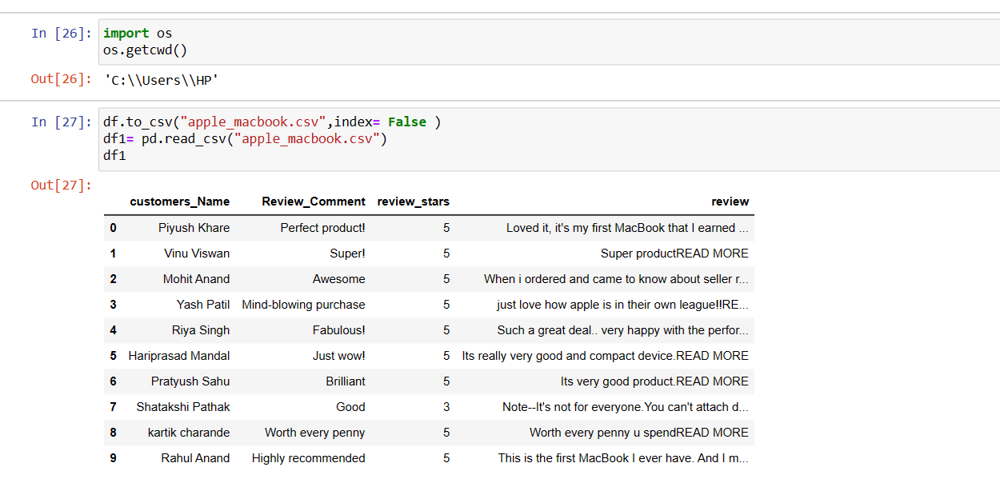 In [26]: import os
os.getcwd()
Out[26]: 'C:\\Users\\HP'
In [27]: df.to_csv("apple_macbook.csv",index= False )
df1= pd.read_csv("apple_macbook.csv")
df1
Out[27]:
customers_Name Review_Comment review_stars review
0 Piyush Khare Perfect product! 5 Loved it, it's my first MacBook that I earned ...
1 Vinu Viswan Super! 5 Super productREAD MORE
2 Mohit Anand Awesome 5 When i ordered and came to know about seller r...
3 Yash Patil Mind-blowing purchase 5 just love how apple is in their own league!!RE...
4 Riya Singh Fabulous! 5 Such a great deal.. very happy with the perfor...
5 Hariprasad Mandal Just wow! 5 Its really very good and compact device.READ MORE
6 Pratyush Sahu Brilliant 5 Its very good product.READ MORE
7 Shatakshi Pathak Good 3 Note--It's not for everyone.You can't attach d...
8 kartik charande Worth every penny 5 Worth every penny u spendREAD MORE
9 Rahul Anand Highly recommended 5 This is the first MacBook I ever have. And I m...